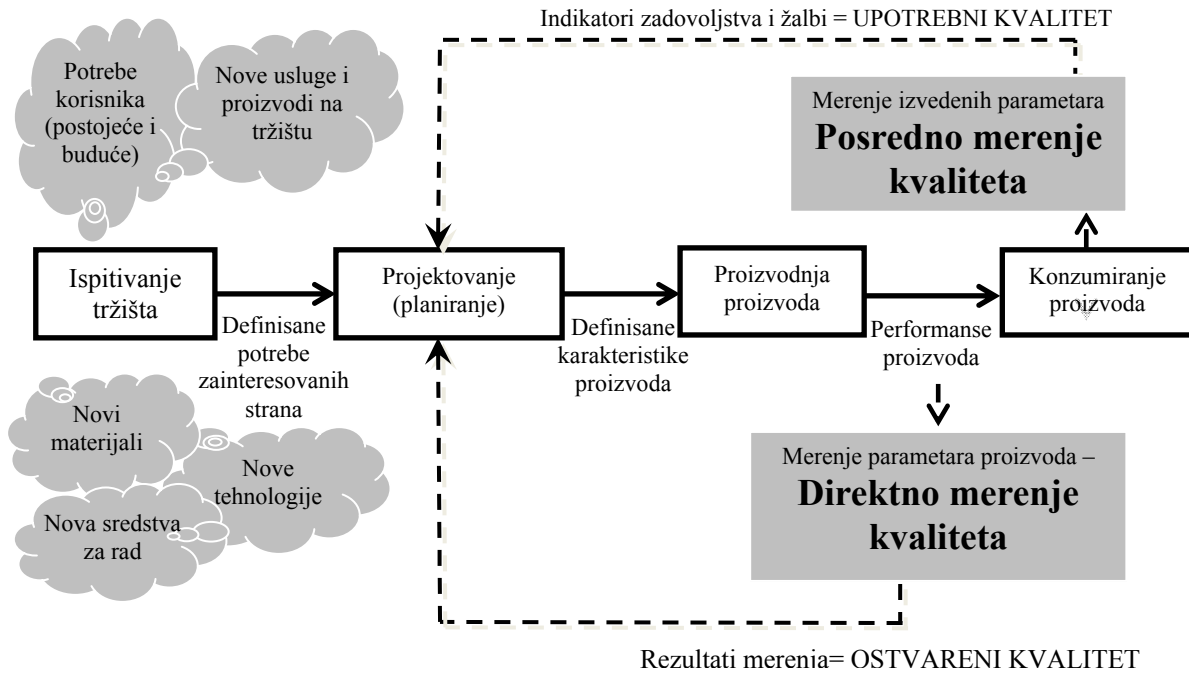 Indikatori zadovoljstva i žalbi = UPOTREBNI KVALITET
Potrebe
korisnika
(postojeće i
buduće)
Nove usluge i
proizvodi na
tržištu
Merenje izvedenih parametara
Posredno merenje
kvaliteta
Ispitivanje
tržišta
Projektovanje
(planiranje)
Proizvodnja
proizvoda
Konzumiranje
proizvoda
Definisane
potrebe
zainteresovanih
strana
Definisane
karakteristike
proizvoda
Performanse
proizvoda
Novi
materijali
Nove
tehnologije
Nova sredstva
za rad
Merenje parametara proizvoda –
Direktno merenje
kvaliteta
Rezultati merenia= OSTVARENI KVALITET